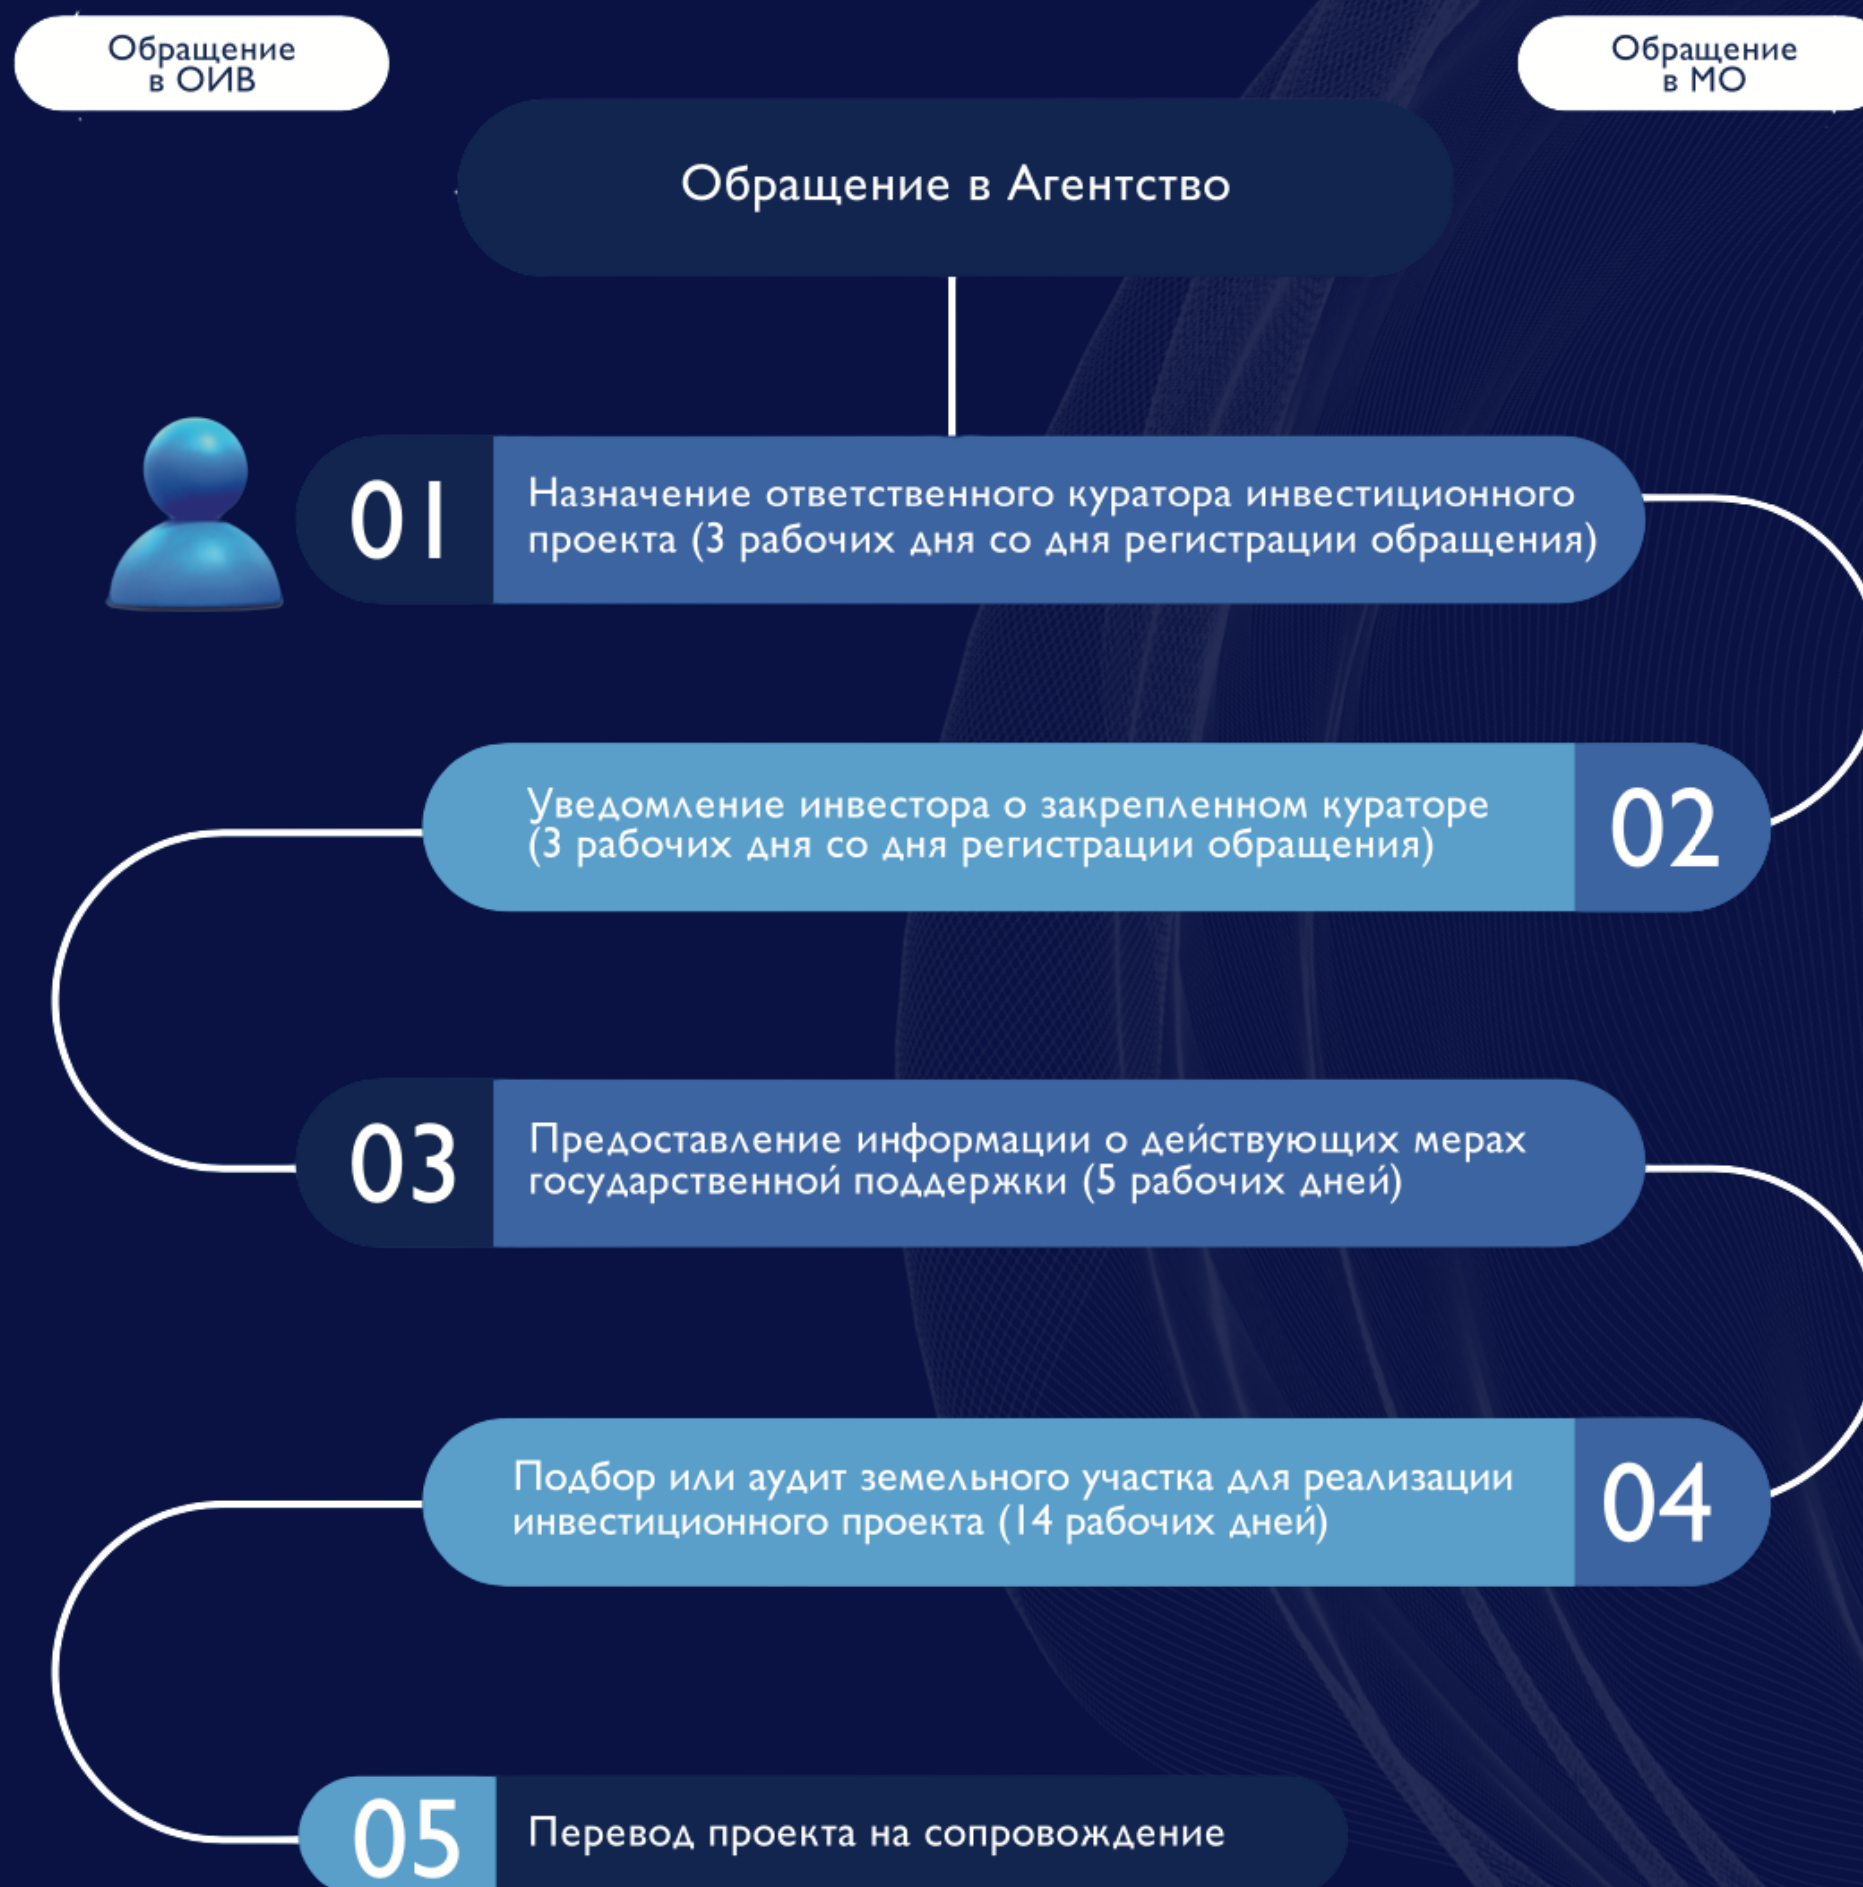 Обращение
в ОИВ
Обращение
в МО
Обращение в Агентство
01
Назначение ответственного куратора инвестиционного
проекта (3 рабочих дня со дня регистрации обращения)
Уведомление инвестора о закрепленном кураторе
(3 рабочих дня со дня регистрации обращения)
02
03
Предоставление информации о действующих мерах
государственной поддержки (5 рабочих дней)
Подбор или аудит земельного участка для реализации
инвестиционного проекта (14 рабочих дней)
04
05
Перевод проекта на сопровождение